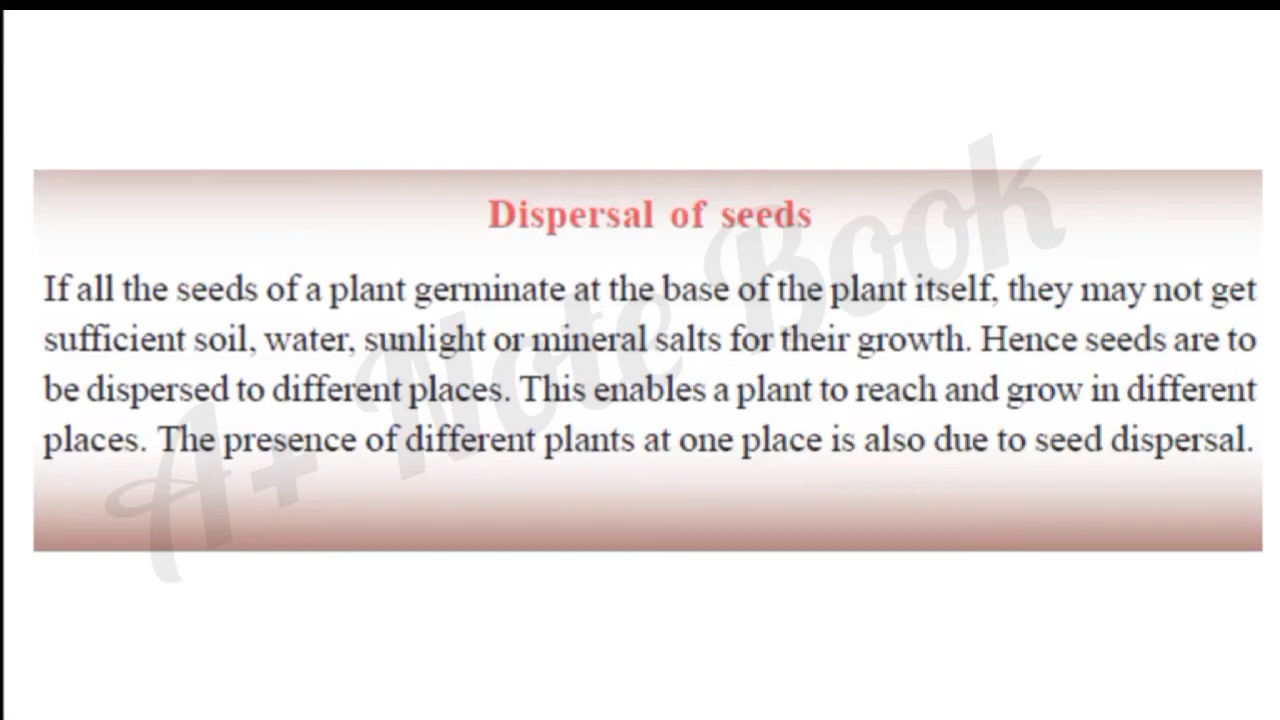 Dispersal of seeds
If all the seeds of a plant germinate at the base of the plant itself, they may not get
sufficient soil, water, sunlight or mineral salts for their growth. Hence seeds are to
be dispersed to different places. This enables a plant to reach and grow in different
places. The presence of different plants at one place is also due to seed dispersal.
A+ Note Book